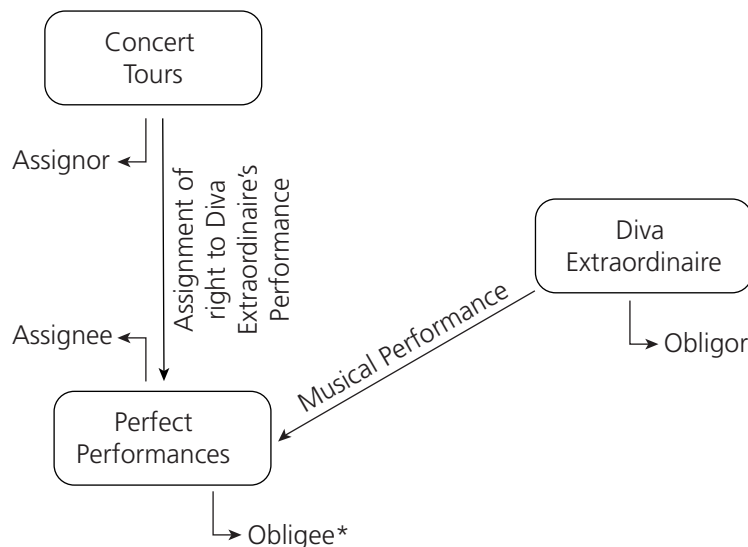 Concert
Tours
Assignor
Assignment of
right to Diva
Extraordinaire’s
Performance
Diva
Extraordinaire
Obligor
Musical Performance
Assignee
Perfect
Performances
Obligee*